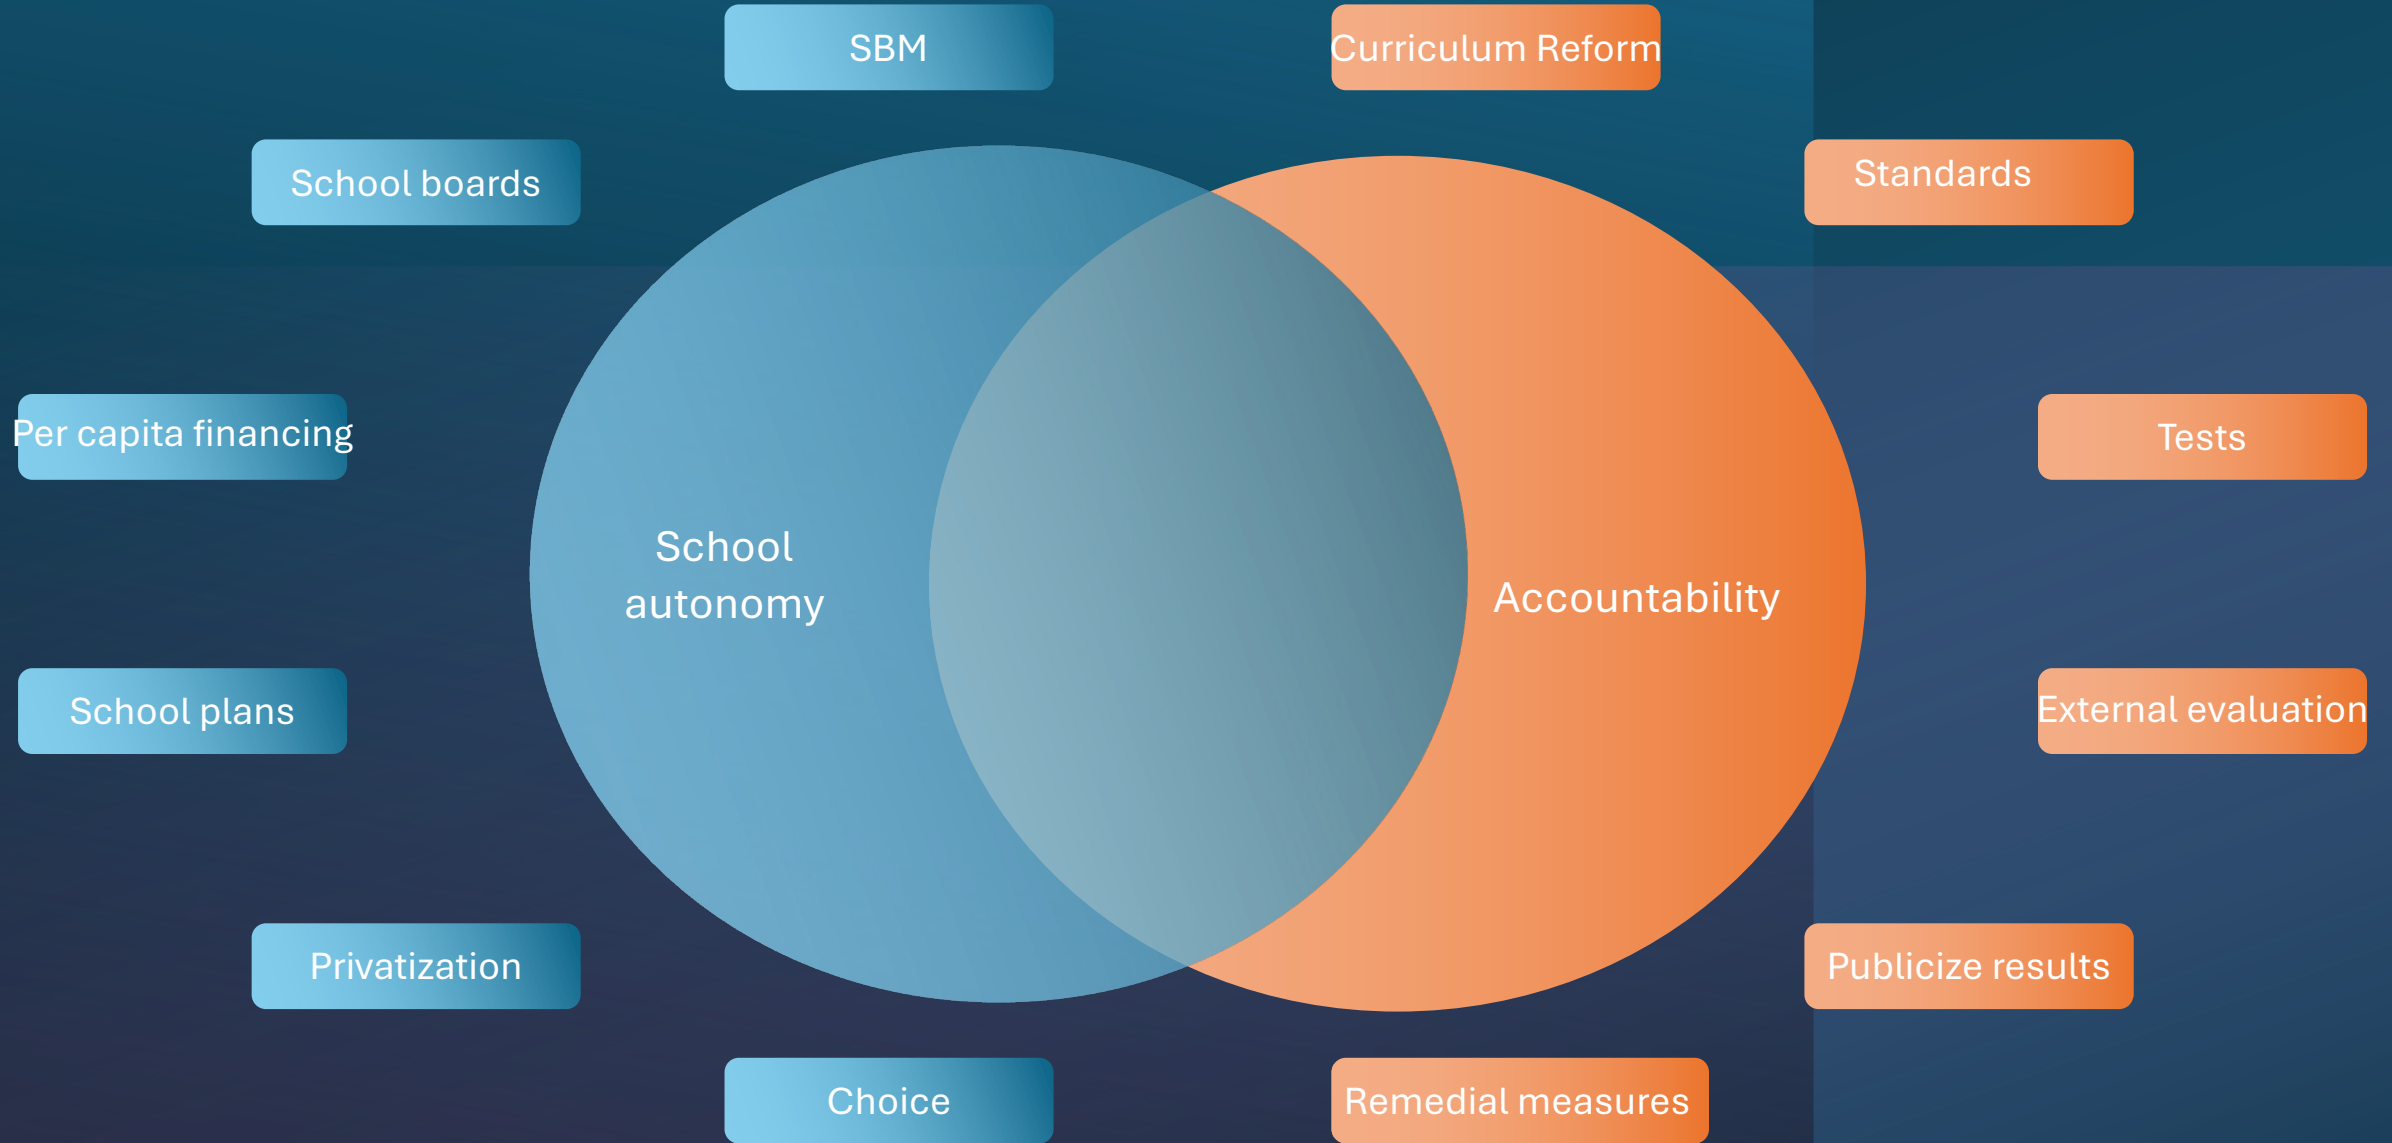 SBM
Curriculum Reform
School boards
Standards
Per capita financing
Tests
School
autonomy
Accountability
School plans
External evaluation
Privatization
Publicize results
Choice
Remedial measures